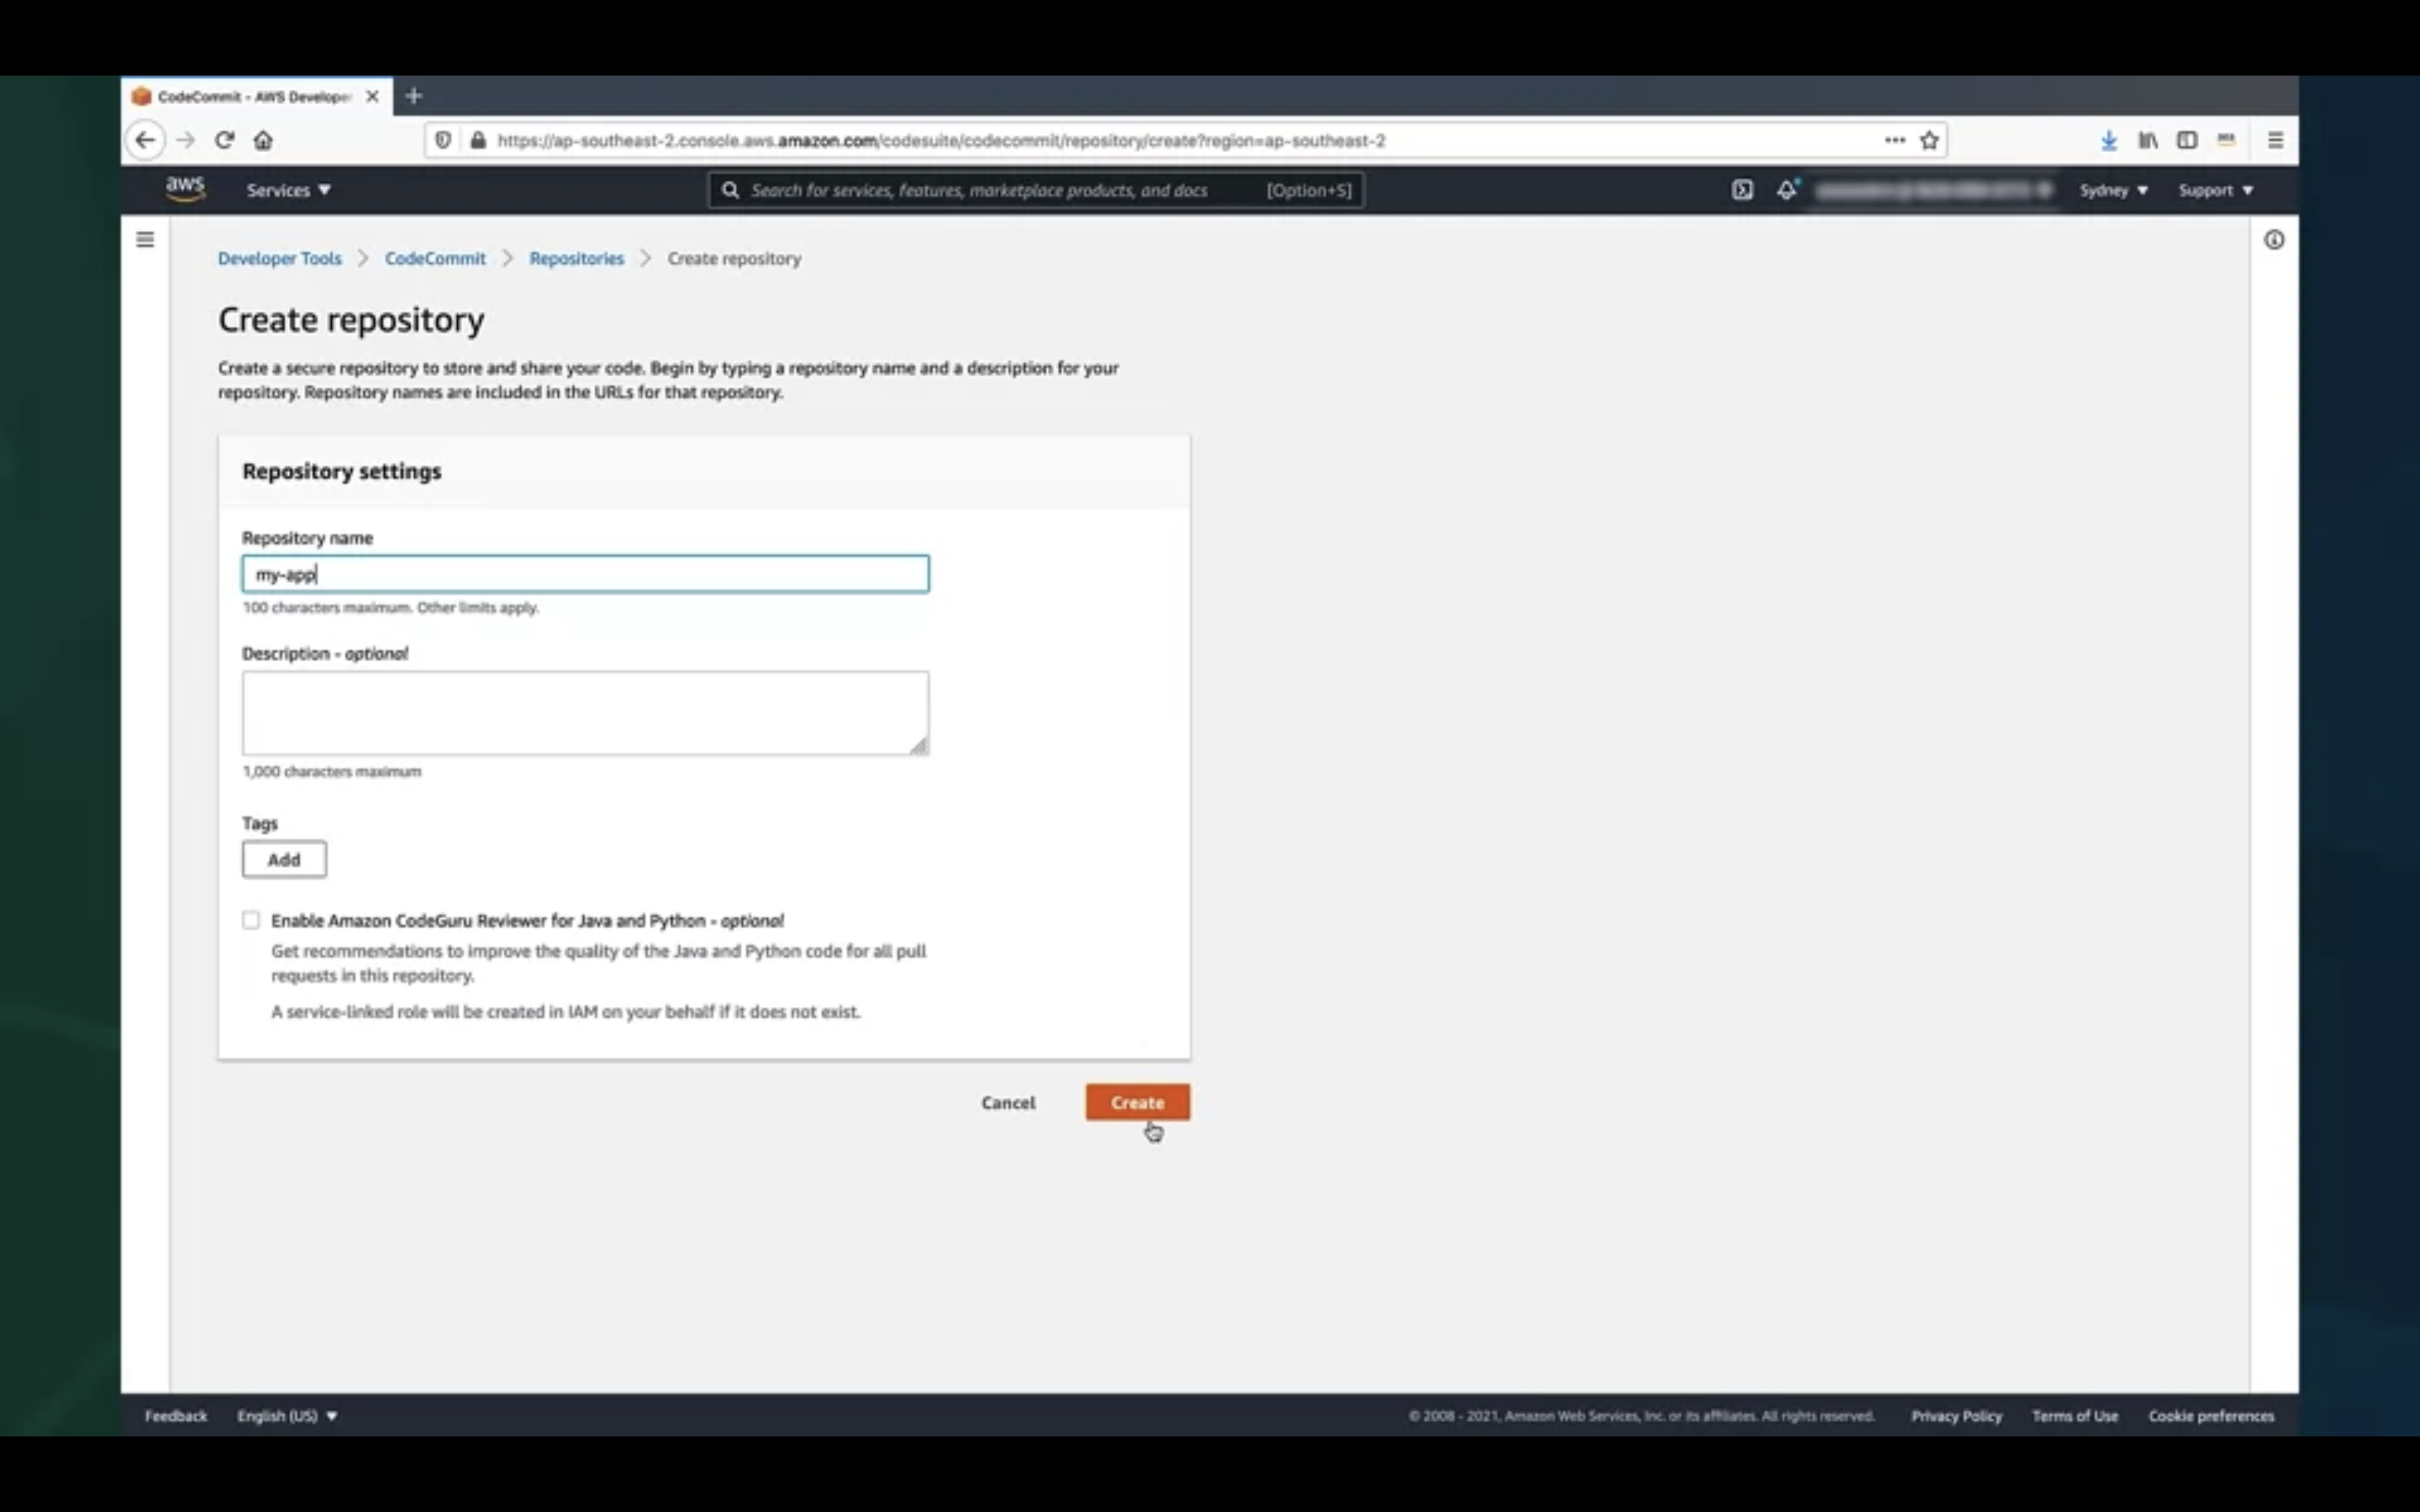 CodeCommit - AWS Developer
https://ap-southeast-2.console.aws.amazon.com/codesuite/codecommit/repository/create?region=ap-southeast-2
aws
Services
Search for services, features, marketplace products, and docs
[Option+S]
Sydney
Support
Developer Tools > CodeCommit > Repositories > Create repository
Create repository
Create a secure repository to store and share your code. Begin by typing a repository name and a description for your
repository. Repository names are included in the URLs for that repository.
Repository settings
Repository name
my-app
100 characters maximum. Other limits apply.
Description - optional
1,000 characters maximum
Tags
Add
Enable Amazon CodeGuru Reviewer for Java and Python - optional
Get recommendations to improve the quality of the Java and Python code for all pull
requests in this repository.
A service-linked role will be created in IAM on your behalf if it does not exist.
Cancel
Create
Feedback
English (US)
© 2008 - 2021, Amazon Web Services, Inc. or its affiliates. All rights reserved.
Privacy Policy
Terms of Use
Cookie preferences